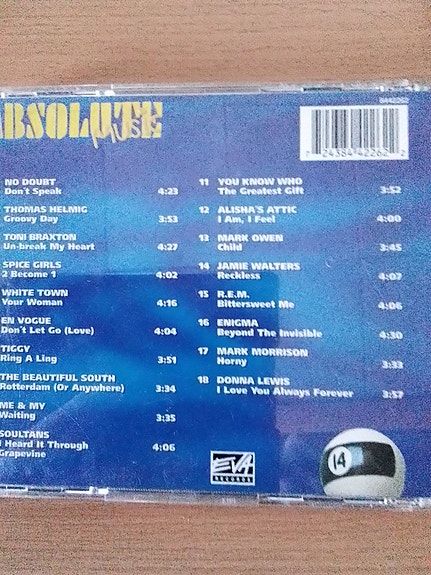 ABSOLUTE
Music
8442262
7 24384 42262 2
NO DOUBT
Don't Speak 4:23
THOMAS HELMIG
Groovy Day 3:53
TONI BRAXTON
Un-break My Heart 4:27
SPICE GIRLS
2 Become 1 4:02
WHITE TOWN
Your Woman 4:16
EN VOGUE
Don't Let Go (Love) 4:04
TIGGY
Ring A Ling 3:51
THE BEAUTIFUL SOUTH
Rotterdam (Or Anywhere) 3:34
ME & MY
Waiting 3:35
SOULTANS
I Heard It Through 4:06
Grapevine
11 YOU KNOW WHO
The Greatest Gift 3:52
12 ALISHA'S ATTIC
I Am, I Feel 4:00
13 MARK OWEN
Child 3:45
14 JAMIE WALTERS
Reckless 4:07
15 R.E.M.
Bittersweet Me 4:06
16 ENIGMA
Beyond The Invisible 4:30
17 MARK MORRISON
Horny 3:33
18 DONNA LEWIS
I Love You Always Forever 3:57
EVA
RECORDS
14